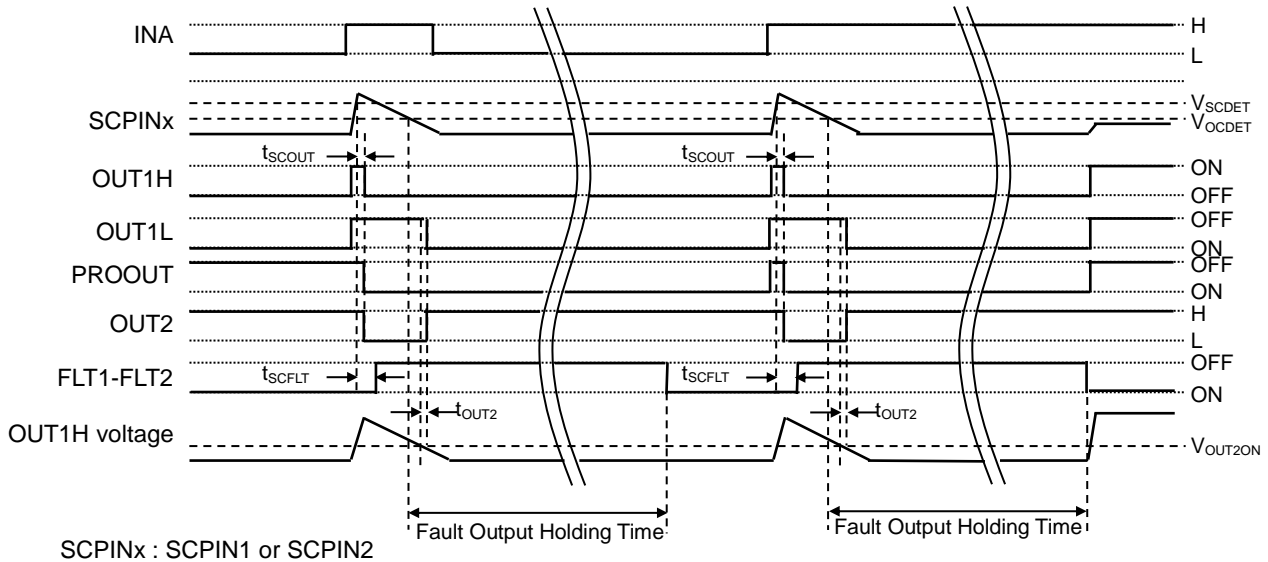 INA
H
L
SCPINx
VSCDET
VOCDET
tSCOUT
tSCOUT
OUT1H
ON
OFF
OUT1L
OFF
ON
PROOUT
OFF
ON
OUT2
H
L
FLT1-FLT2
tSCFLT
tSCFLT
OFF
ON
tOUT2
tOUT2
OUT1H voltage
VOUT2ON
Fault Output Holding Time
Fault Output Holding Time
SCPINx : SCPIN1 or SCPIN2